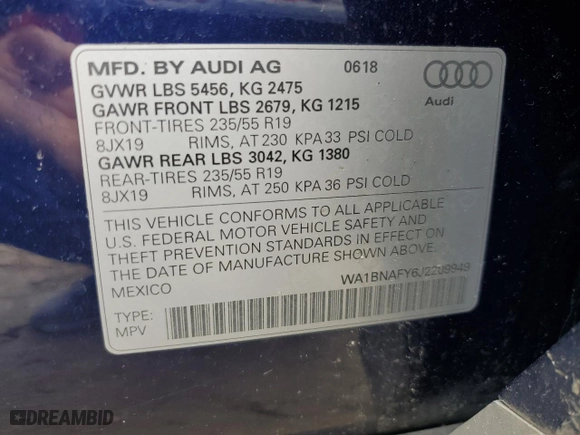 MFD. BY AUDI AG 0618
GVWR LBS 5456, KG 2475
GAWR FRONT LBS 2679, KG 1215
FRONT-TIRES 235/55 R19
8JX19 RIMS, AT 230 KPA 33 PSI COLD
GAWR REAR LBS 3042, KG 1380
REAR-TIRES 235/55 R19
8JX19 RIMS, AT 250 KPA 36 PSI COLD
Audi
THIS VEHICLE CONFORMS TO ALL APPLICABLE
U.S. FEDERAL MOTOR VEHICLE SAFETY AND
THEFT PREVENTION STANDARDS IN EFFECT ON
THE DATE OF MANUFACTURE SHOWN ABOVE.
MEXICO WA1BNAFY6J2209949
TYPE:
MPV
DREAMBID